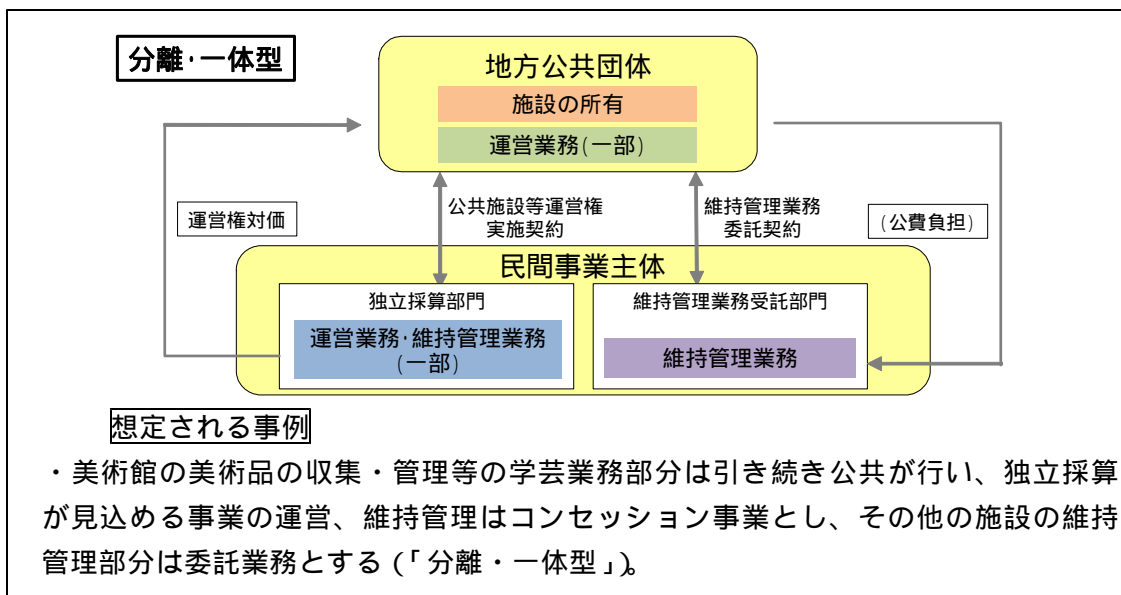 分離・一体型
地方公共団体
施設の所有
運営業務(一部)
運営権対価
公共施設等運営権
実施契約
維持管理業務
委託契約
(公費負担)
民間事業主体
独立採算部門
運営業務・維持管理業務
(一部)
維持管理業務受託部門
維持管理業務
想定される事例
・美術館の美術品の収集・管理等の学芸業務部分は引き続き公共が行い、独立採算
が見込める事業の運営、維持管理はコンセッション事業とし、その他の施設の維持
管理部分は委託業務とする(「分離・一体型」)。